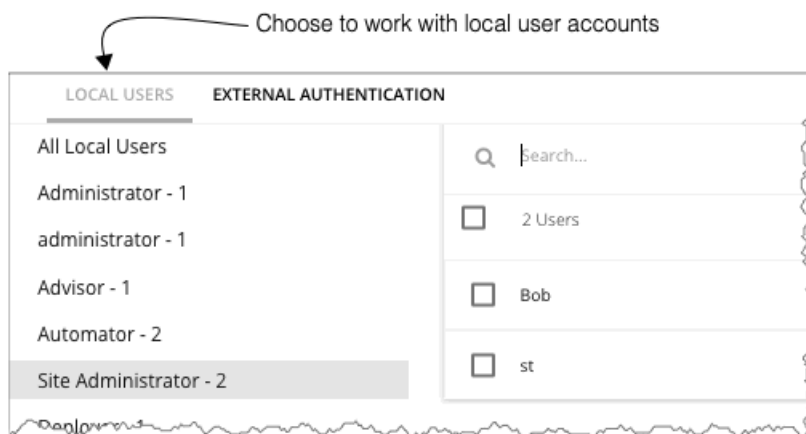 Choose to work with local user accounts
LOCAL USERS EXTERNAL AUTHENTICATION
All Local Users
Administrator - 1
administrator - 1
Advisor - 1
Automator - 2
Site Administrator - 2
Search...
2 Users
Bob
st